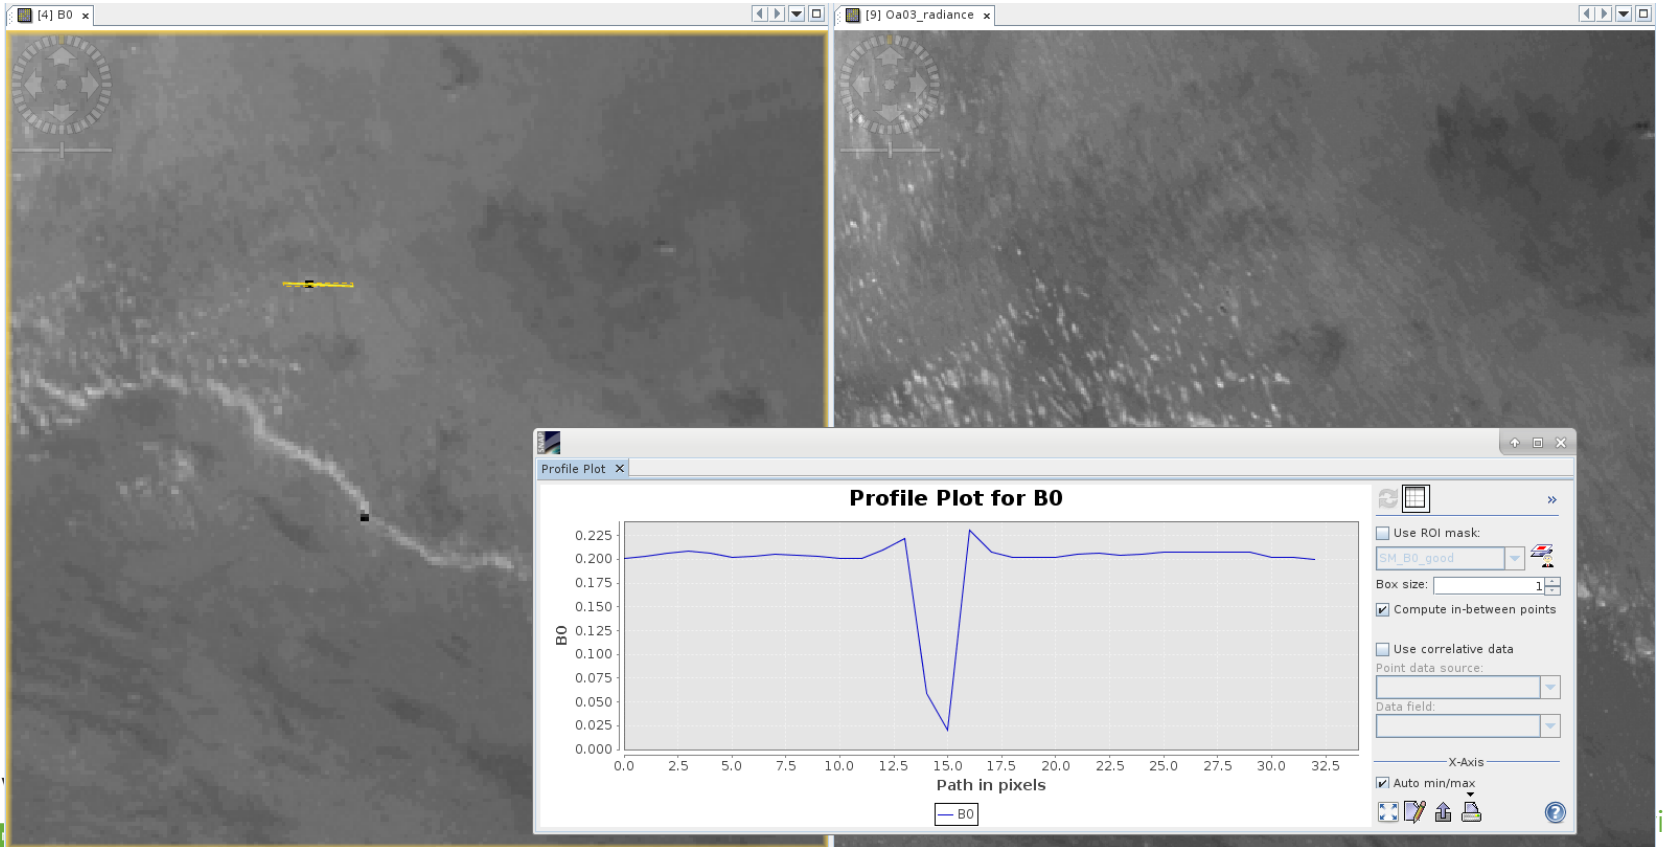 [4] B0
[9] Oa03_radiance
SNAP
Profile Plot
Profile Plot for B0
Use ROI mask:
SM_B0_good
Box size: 1
Compute in-between points
Use correlative data
Point data source:
Data field:
X-Axis
Auto min/max
B0
0.225
0.200
0.175
0.150
0.125
0.100
0.075
0.050
0.025
0.000
0.0 2.5 5.0 7.5 10.0 12.5 15.0 17.5 20.0 22.5 25.0 27.5 30.0 32.5
Path in pixels
B0